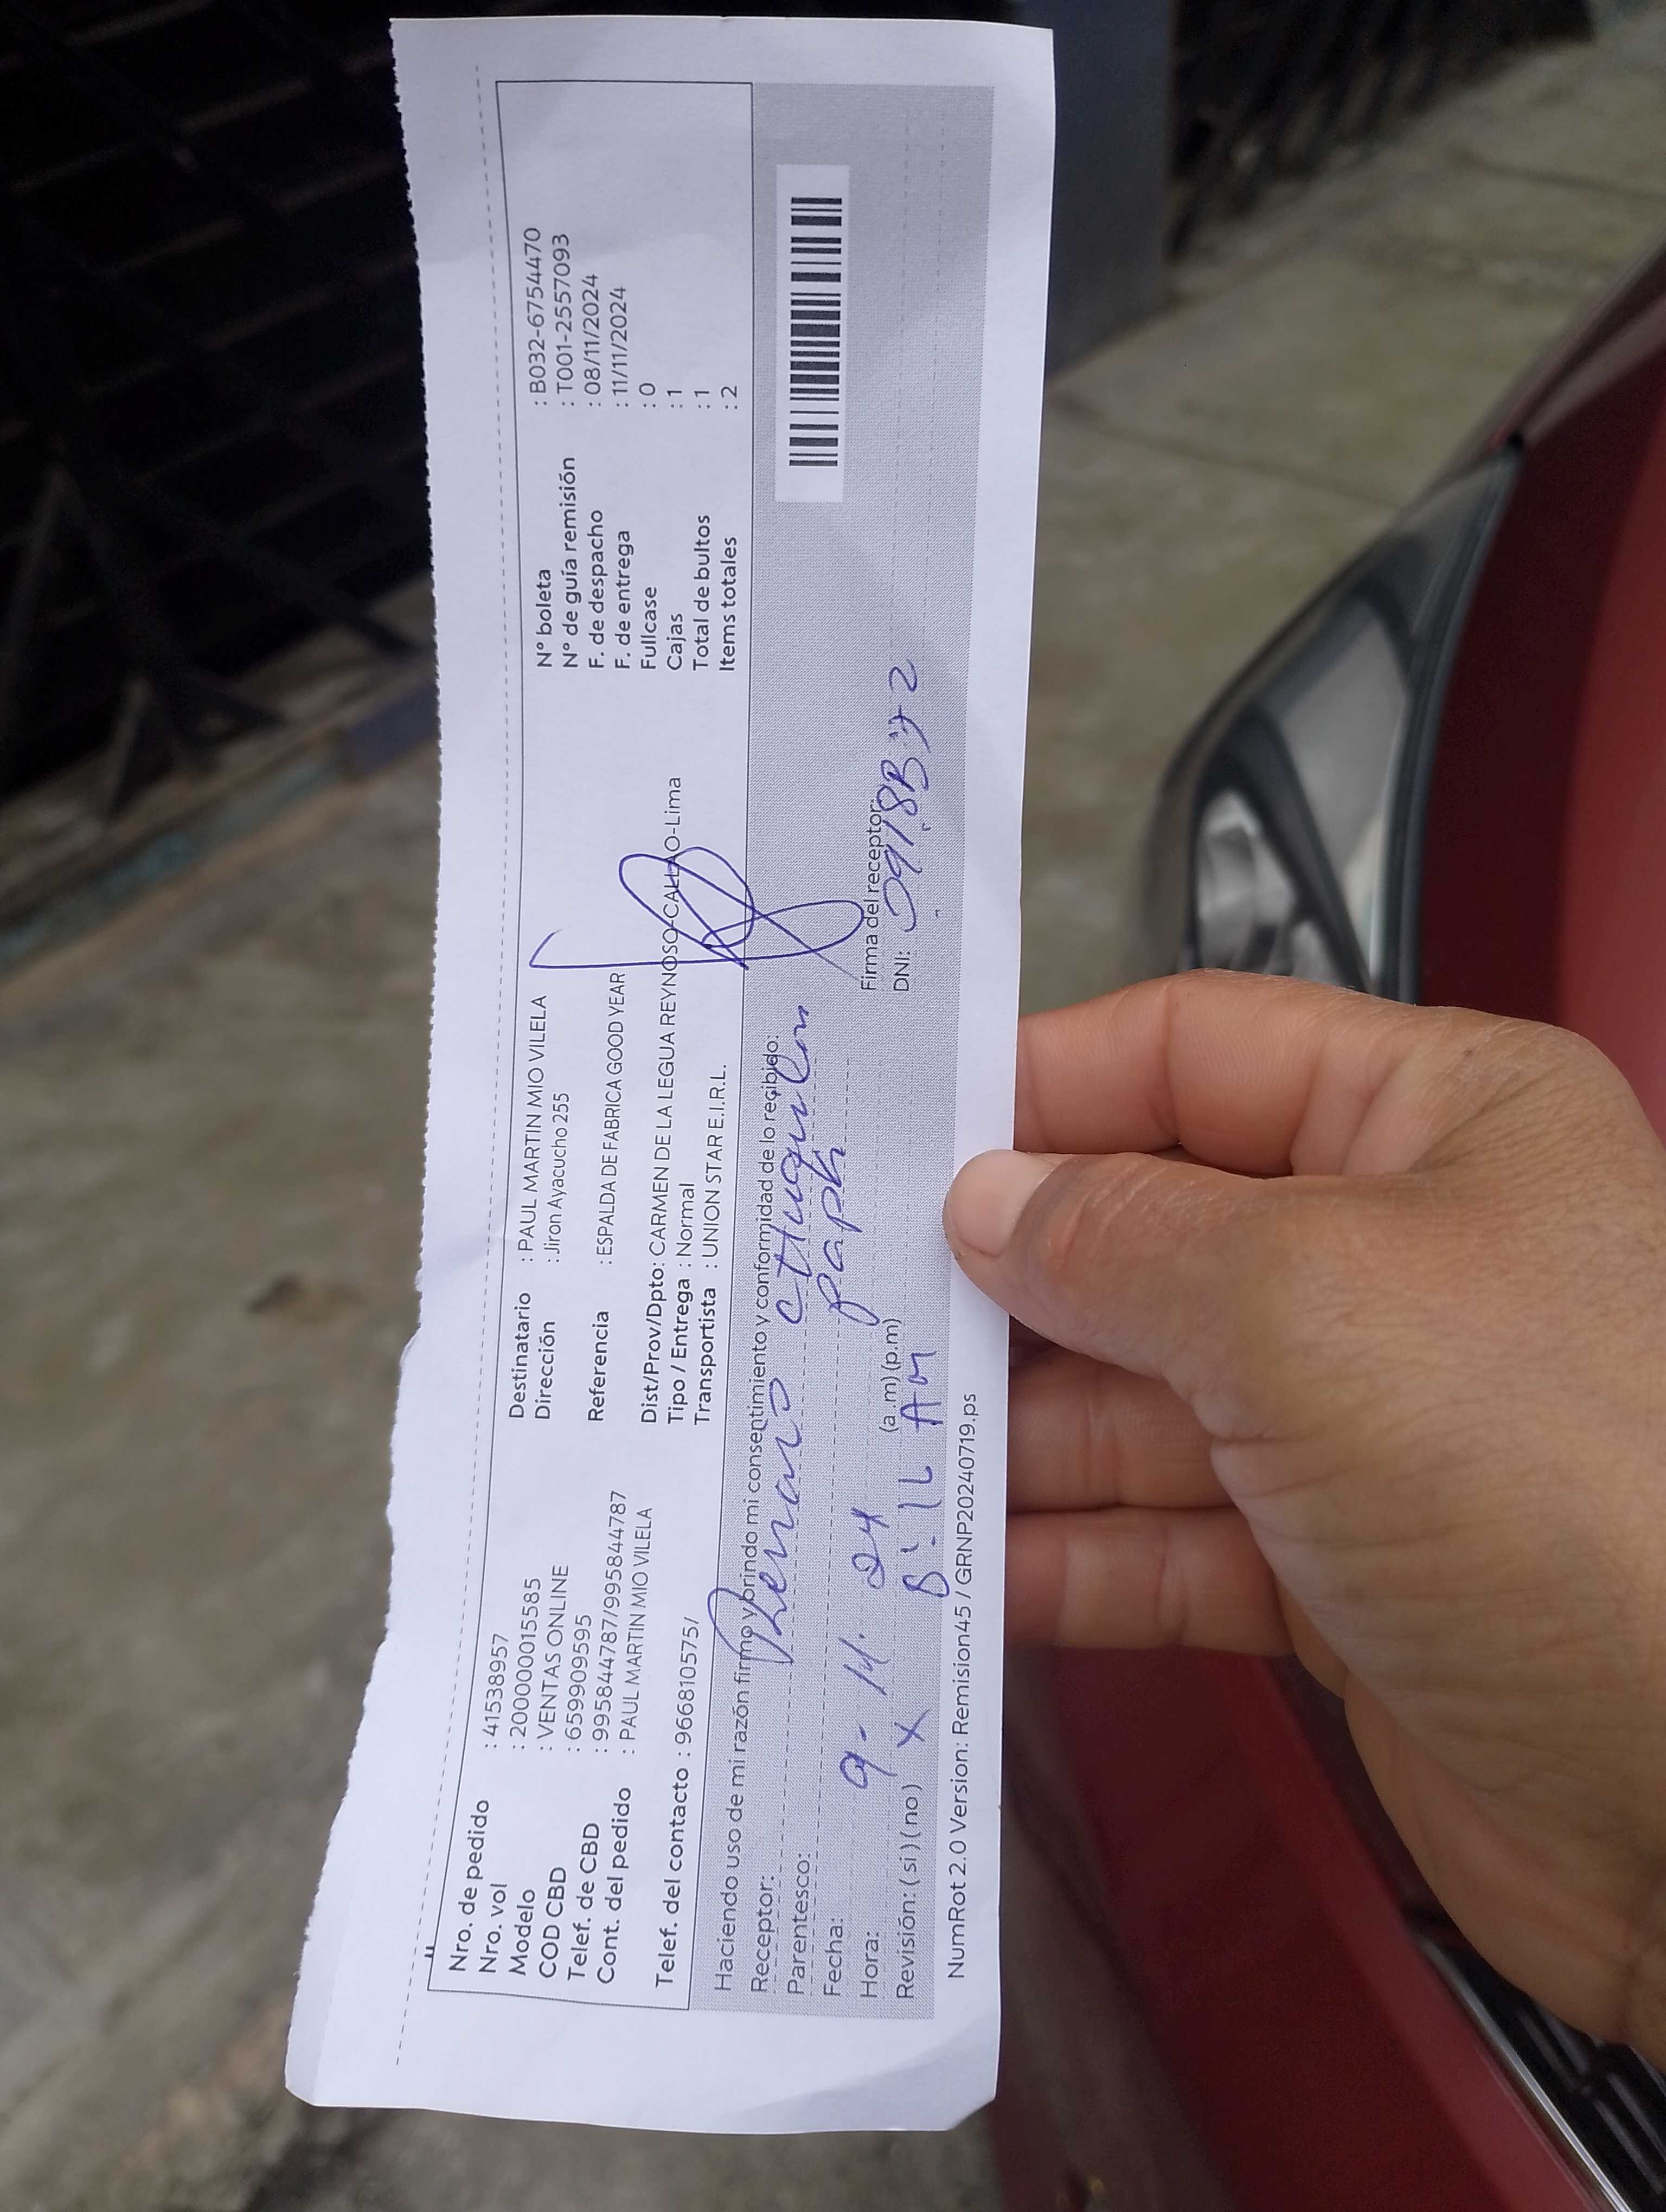 Nro. de pedido : 41538957
Nro. vol : 200000015585
Modelo : VENTAS ONLINE
COD CBD : 659909595
Telef. de CBD : 995844787/995844787
Cont. del pedido : PAUL MARTIN MIO VILELA
Telef. del contacto : 966810575/
Destinatario : PAUL MARTIN MIO VILELA
Dirección : Jiron Ayacucho 255
Referencia : ESPALDA DE FABRICA GOOD YEAR
Dist/Prov/Dpto: CARMEN DE LA LEGUA REYNOSO-CALLAO-Lima
Tipo / Entrega : Normal
Transportista : UNION STAR E.I.R.L.
N° boleta : B032-6754470
N° de guía remisión : T001-2557093
F. de despacho : 08/11/2024
F. de entrega : 11/11/2024
Fullcase : 0
Cajas : 1
Total de bultos : 1
Items totales : 2
Haciendo uso de mi razón firmo y brindo mi consentimiento y conformidad de lo recibido:
Receptor:
Parentesco:
Fecha: 9- 11. 24
Hora: (a.m) (p.m)
AM
Revisión: ( si ) ( no ) X
Firma del receptor:
DNI:
NumRot 2.0 Version: Remision45 / GRNP20240719.ps